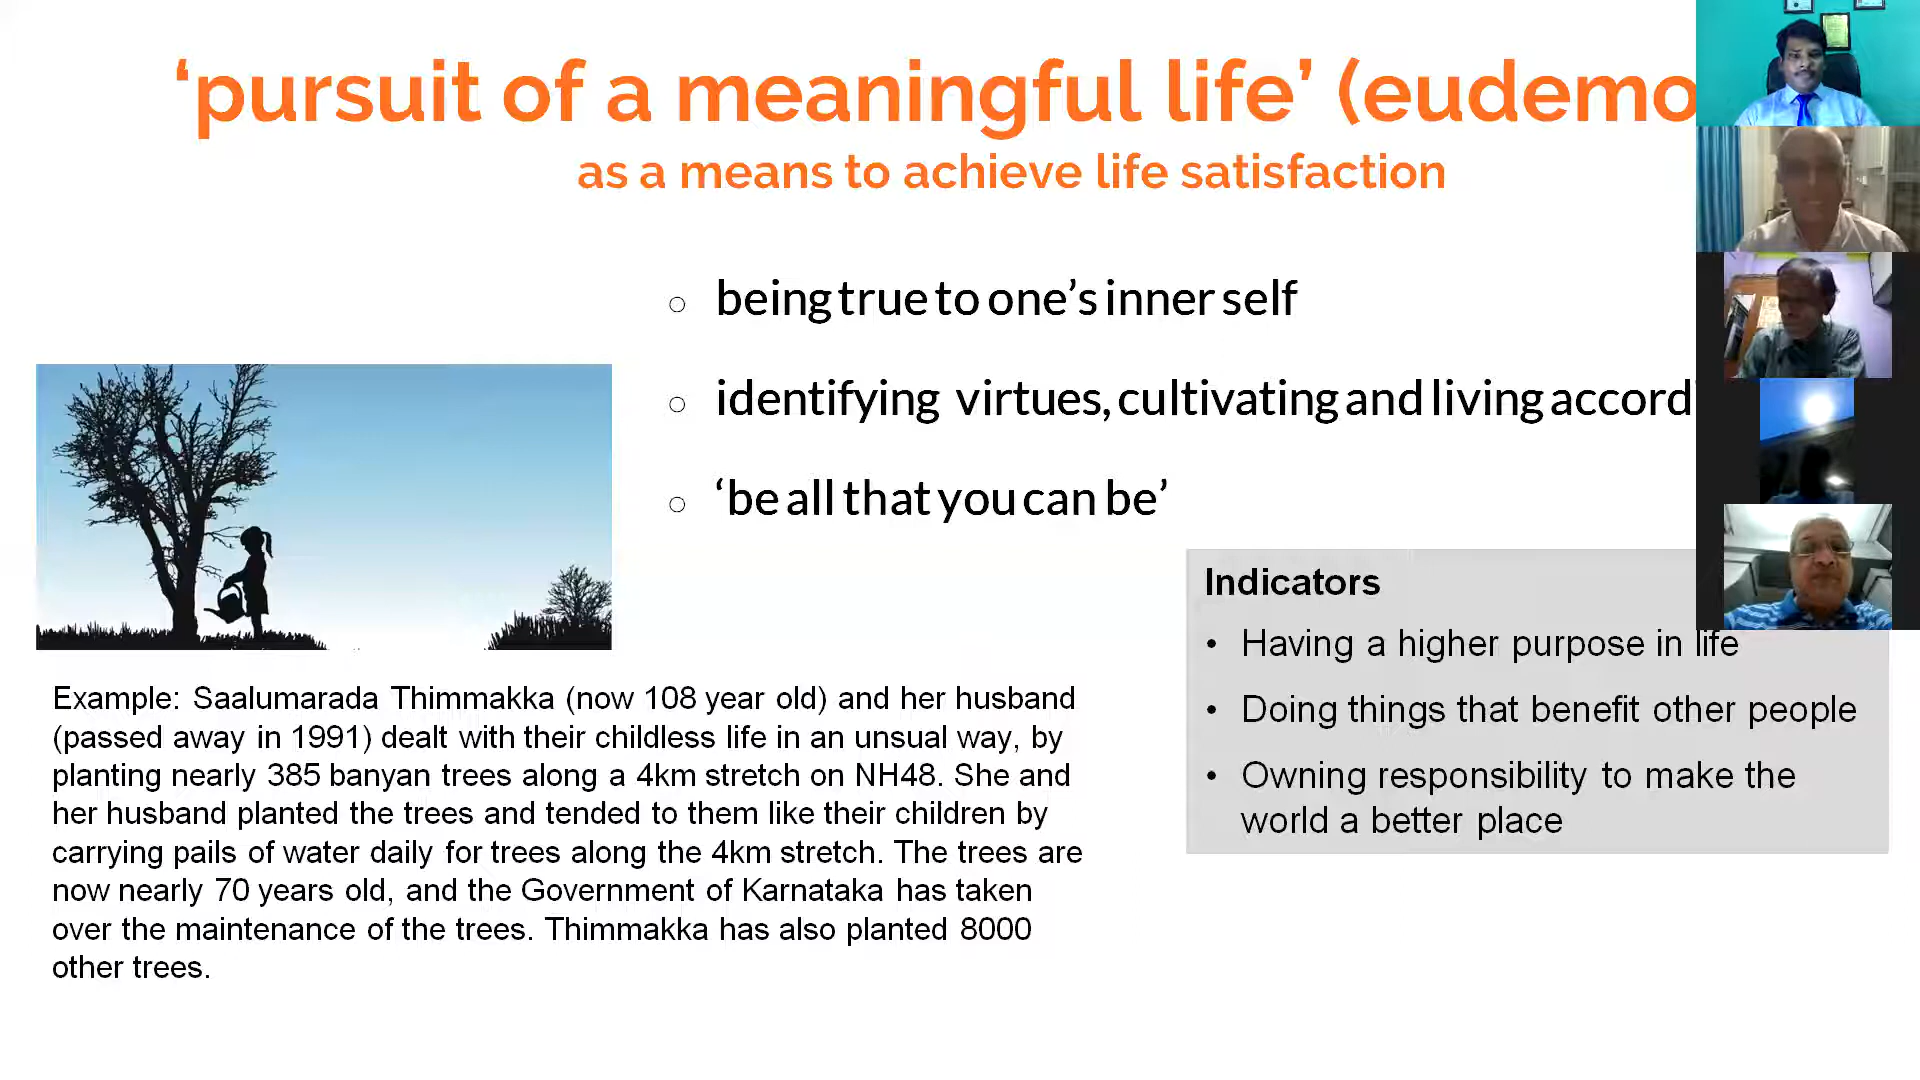 ‘pursuit of a meaningful life’ (eudemo
as a means to achieve life satisfaction
○ being true to one’s inner self
○ identifying virtues, cultivating and living accord
○ ‘be all that you can be’
Indicators
• Having a higher purpose in life
• Doing things that benefit other people
• Owning responsibility to make the
world a better place
Example: Saalumarada Thimmakka (now 108 year old) and her husband
(passed away in 1991) dealt with their childless life in an unsual way, by
planting nearly 385 banyan trees along a 4km stretch on NH48. She and
her husband planted the trees and tended to them like their children by
carrying pails of water daily for trees along the 4km stretch. The trees are
now nearly 70 years old, and the Government of Karnataka has taken
over the maintenance of the trees. Thimmakka has also planted 8000
other trees.